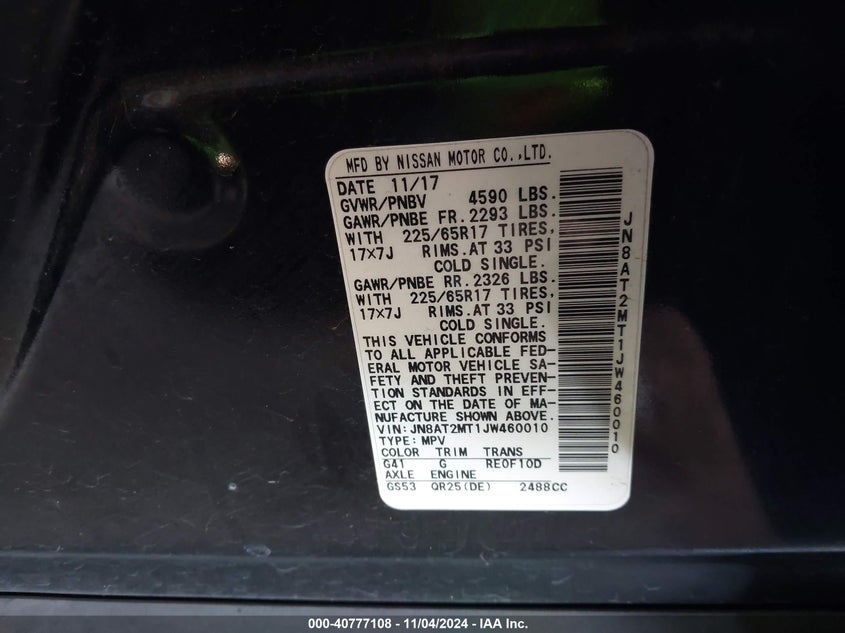 MFD BY NISSAN MOTOR CO.,LTD.
DATE 11/17
GVWR/PNBV 4590 LBS.
GAWR/PNBE FR.2293 LBS.
WITH 225/65R17 TIRES,
17×7J RIMS.AT 33 PSI
COLD SINGLE.
GAWR/PNBE RR.2326 LBS.
WITH 225/65R17 TIRES,
17×7J RIMS.AT 33 PSI
COLD SINGLE.
THIS VEHICLE CONFORMS
TO ALL APPLICABLE FED-
ERAL MOTOR VEHICLE SA-
FETY AND THEFT PREVEN-
TION STANDARDS IN EFF-
ECT ON THE DATE OF MA-
NUFACTURE SHOWN ABOVE.
VIN:JN8AT2MT1JW460010
TYPE:MPV
COLOR TRIM TRANS
G41 G RE0F10D
AXLE ENGINE
GS53 QR25(DE) 2488CC
JN8AT2MT1JW460010
000-40777108 - 11/04/2024 - IAA Inc.